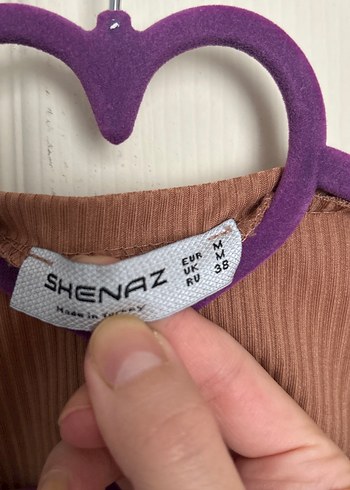 SHENAZ
Made in Turkey
EUR M
UK M
RU 38